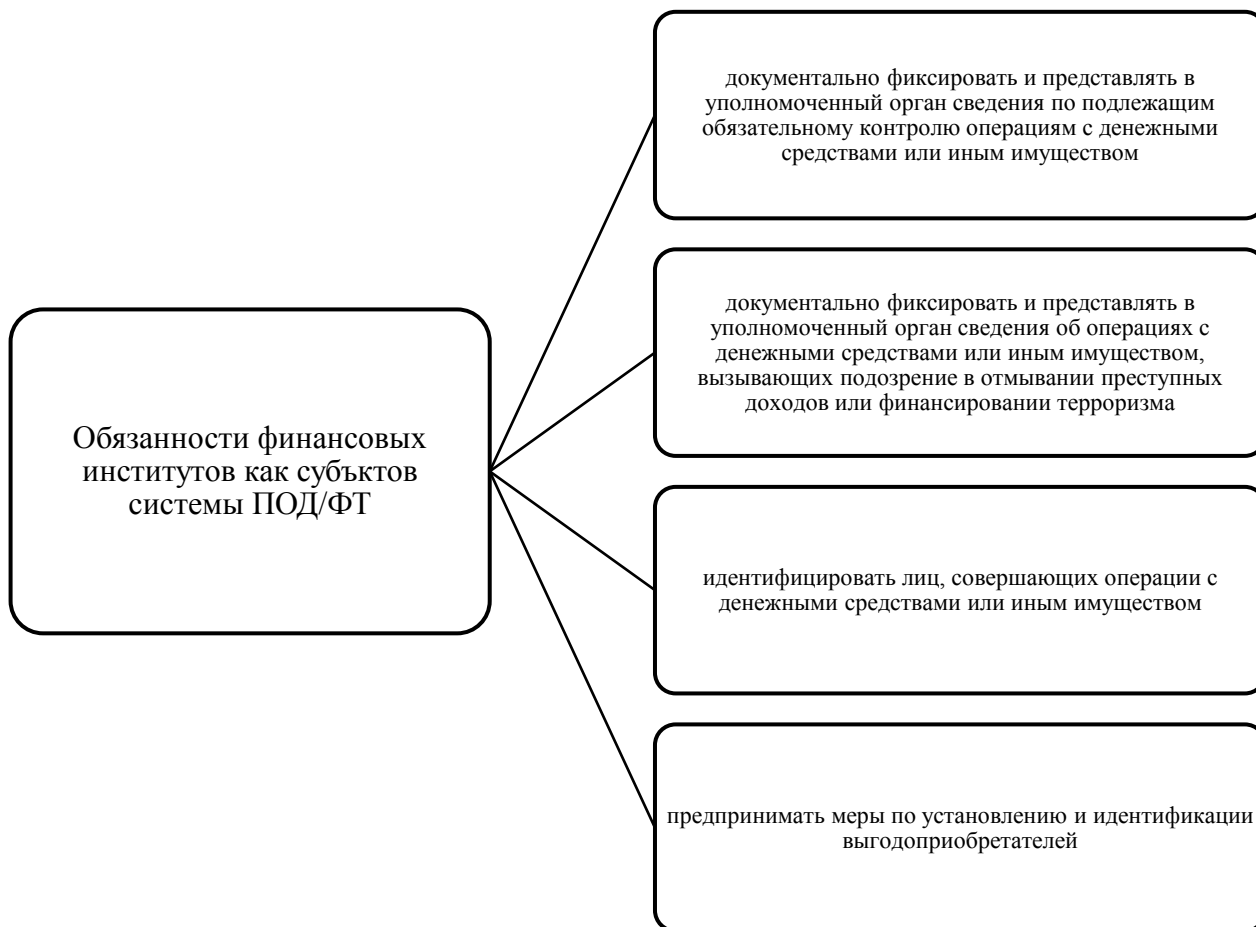 документально фиксировать и представлять в
уполномоченный орган сведения по подлежащим
обязательному контролю операциям с денежными
средствами или иным имуществом
документально фиксировать и представлять в
уполномоченный орган сведения об операциях с
денежными средствами или иным имуществом,
вызывающих подозрение в отмывании преступных
доходов или финансировании терроризма
Обязанности финансовых
институтов как субъктов
системы ПОД/ФТ
идентифицировать лиц, совершающих операции с
денежными средствами или иным имуществом
предпринимать меры по установлению и идентификации
выгодоприобретателей